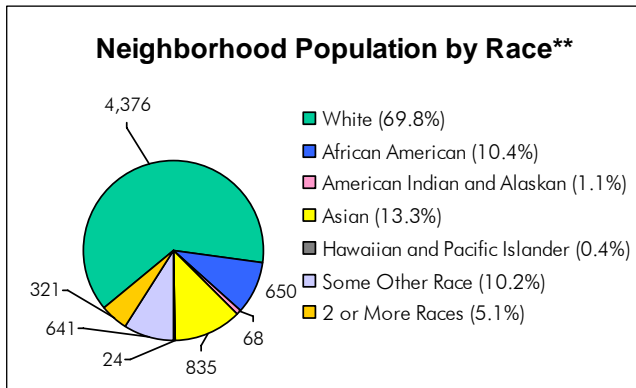 Neighborhood Population by Race**
4,376
White (69.8%)
African American (10.4%)
American Indian and Alaskan (1.1%)
Asian (13.3%)
Hawaiian and Pacific Islander (0.4%)
Some Other Race (10.2%)
2 or More Races (5.1%)
321
641
24
835
68
650